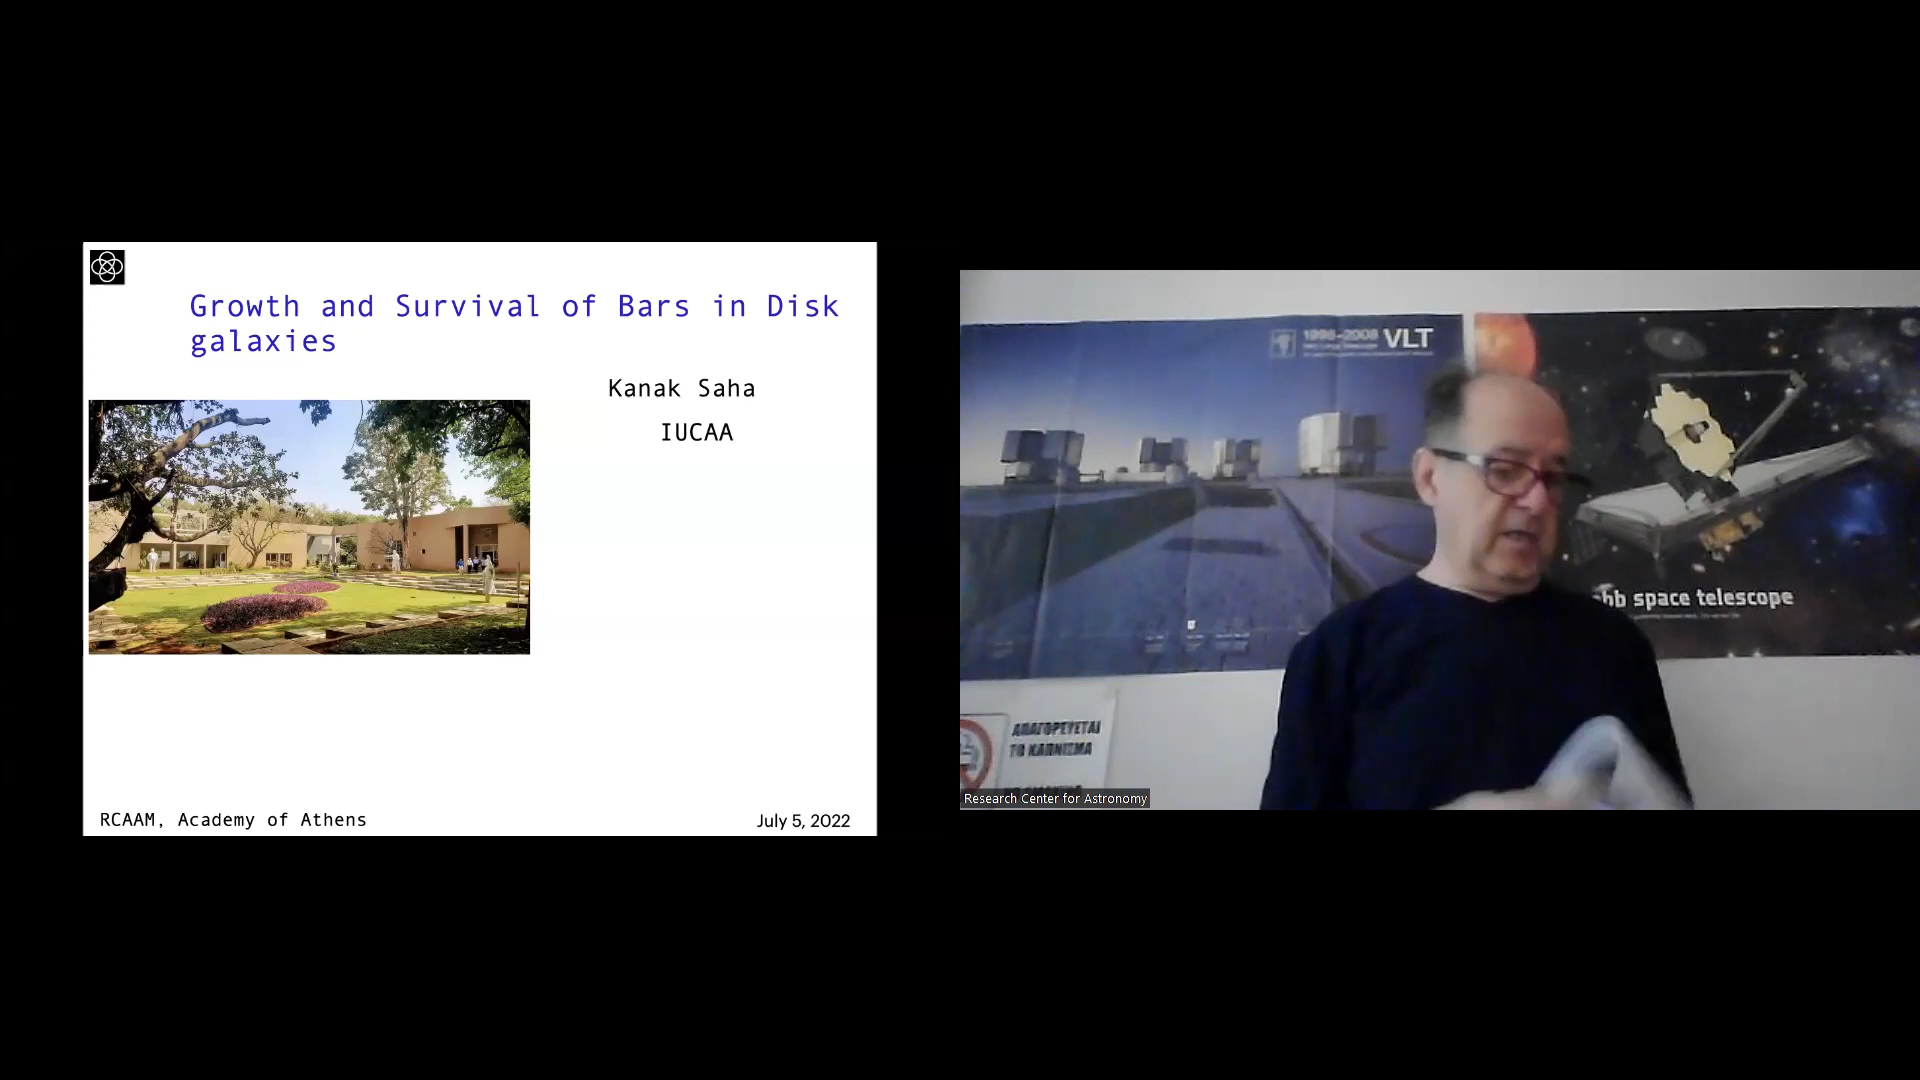 Growth and Survival of Bars in Disk
galaxies
Kanak Saha
IUCAA
RCAAM, Academy of Athens
July 5, 2022
1998–2008 VLT
space telescope
ΑΠΑΓΟΡΕΥΕΤΑΙ
ΤΟ ΚΑΠΝΙΣΜΑ
Research Center for Astronomy